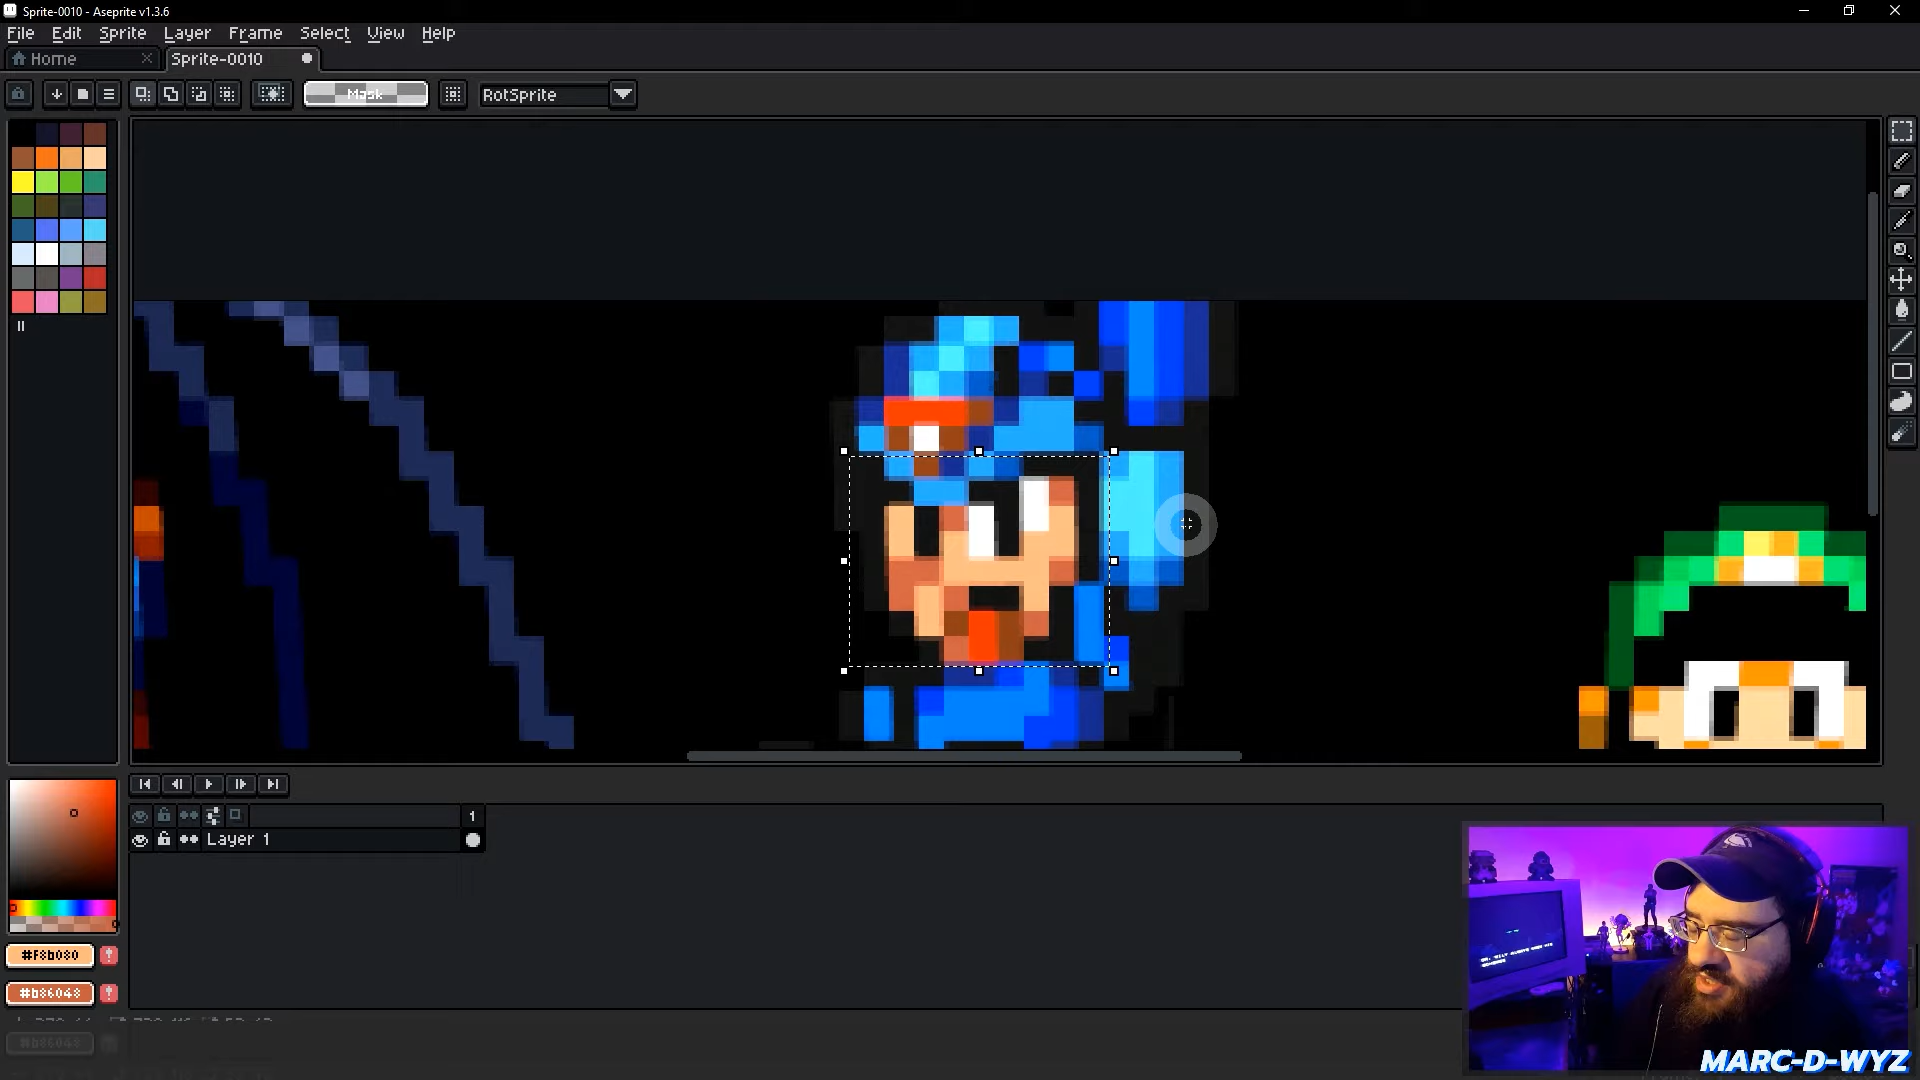 Sprite-0010 - Aseprite v1.3.6
File Edit Sprite Layer Frame Select View Help
Home
Sprite-0010
Mask
RotSprite
1
Layer 1
#F8b080
#b86048
#b86048
MARC-D-WYZ